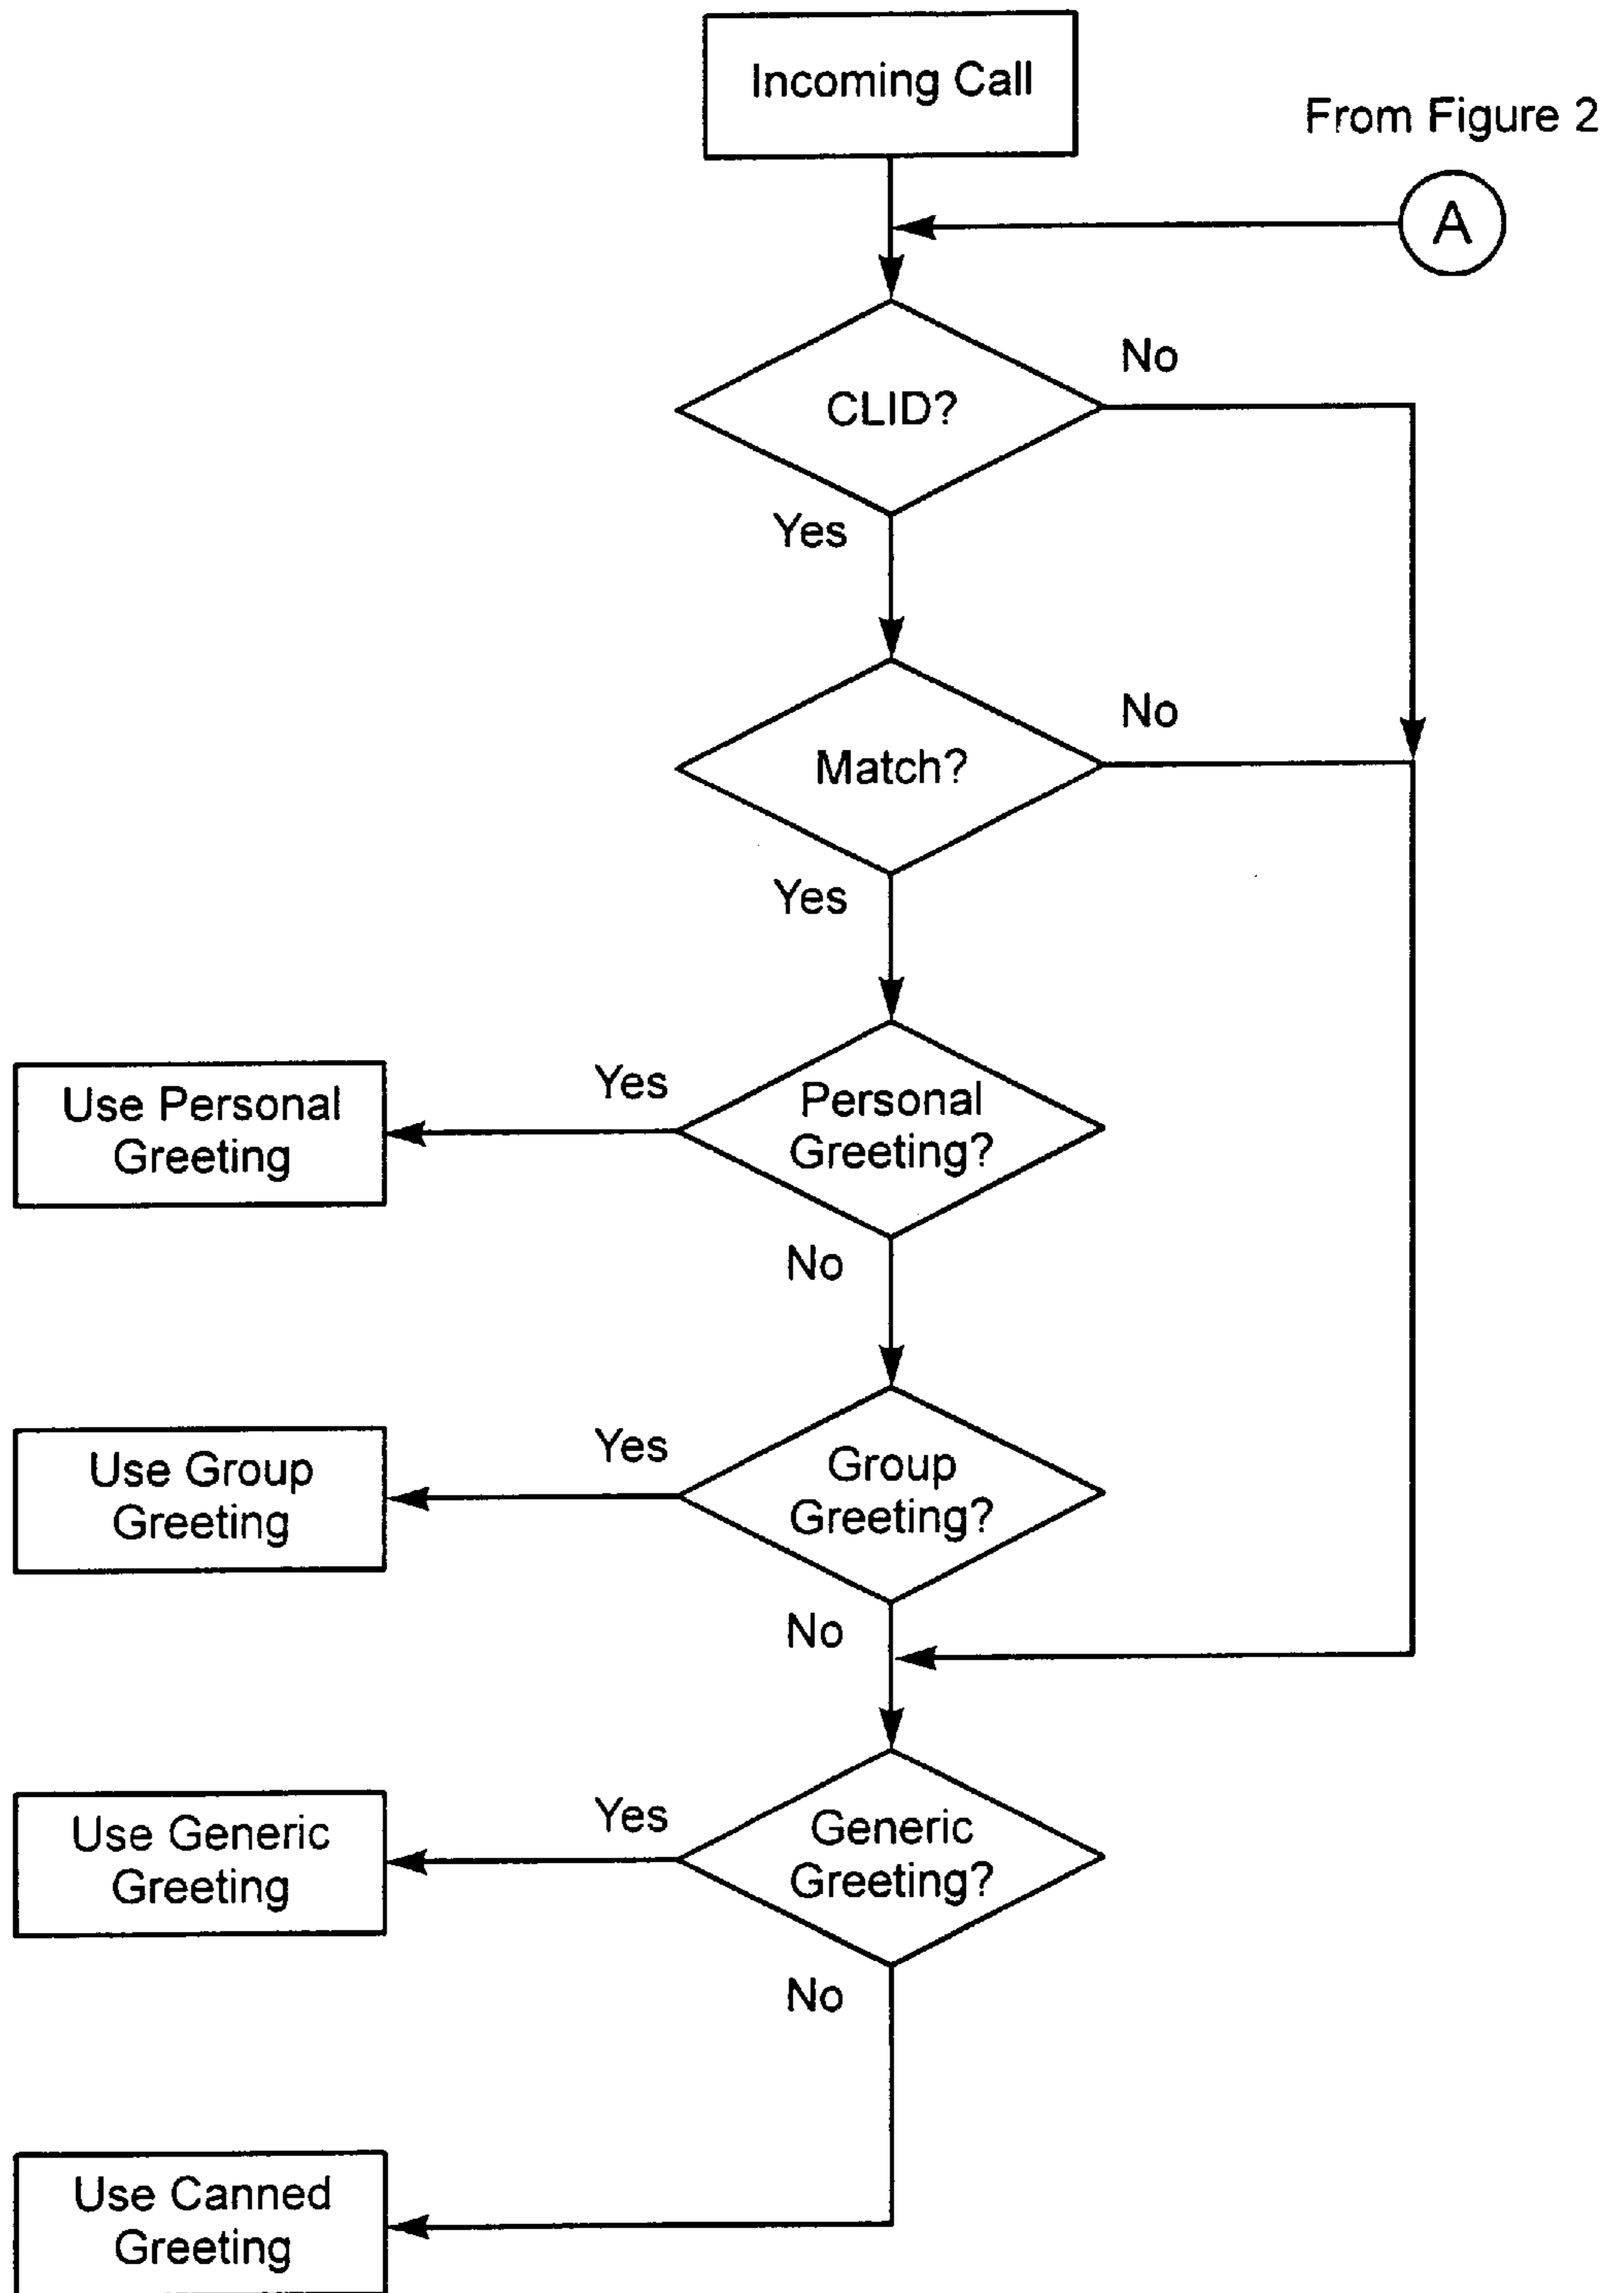 Incoming Call
From Figure 2
A
CLID?
No
Yes
Match?
No
Yes
Personal
Greeting?
Yes
Use Personal
Greeting
No
Group
Greeting?
Yes
Use Group
Greeting
No
Generic
Greeting?
Yes
Use Generic
Greeting
No
Use Canned
Greeting